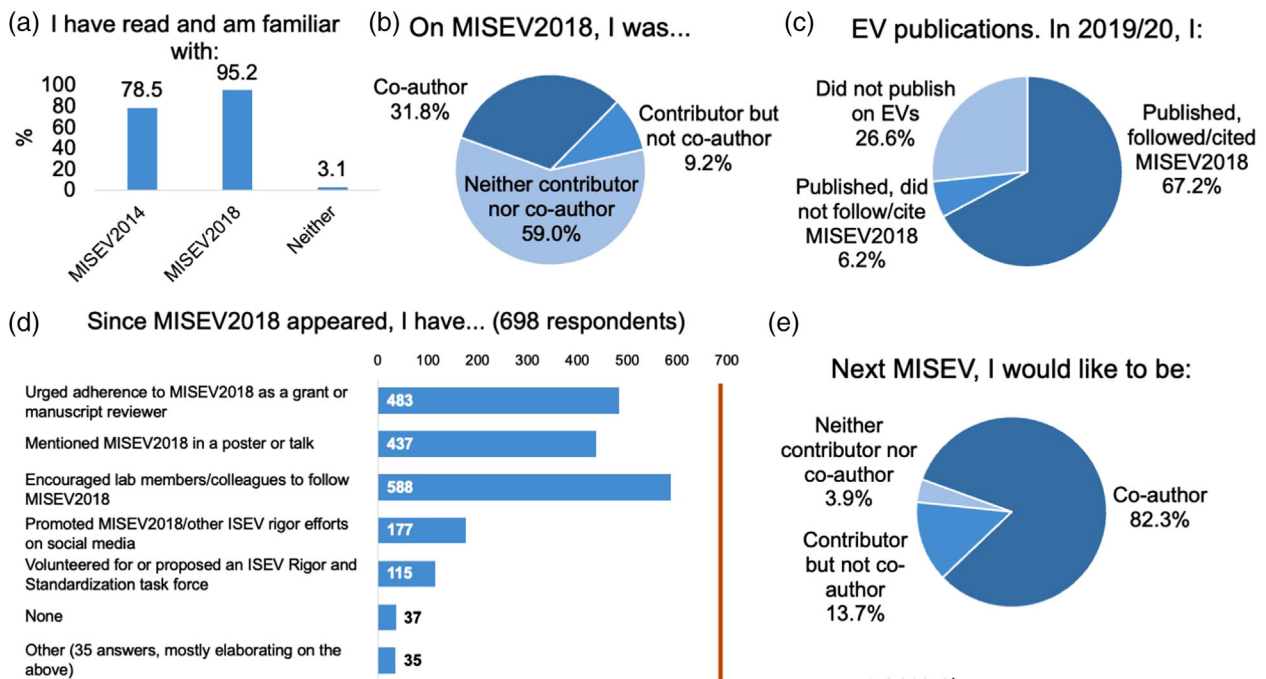 (a)
I have read and am familiar
with:
100
80
60
40
20
0
%
78.5
95.2
3.1
MISEV2014
MISEV2018
Neither
(b)
On MISEV2018, I was...
Co-author
31.8%
Contributor but
not co-author
9.2%
Neither contributor
nor co-author
59.0%
(c)
EV publications. In 2019/20, I:
Did not publish
on EVs
26.6%
Published, did
not follow/cite
MISEV2018
6.2%
Published,
followed/cited
MISEV2018
67.2%
(d)
Since MISEV2018 appeared, I have... (698 respondents)
0 100 200 300 400 500 600 700
Urged adherence to MISEV2018 as a grant or
manuscript reviewer
483
Mentioned MISEV2018 in a poster or talk
437
Encouraged lab members/colleagues to follow
MISEV2018
588
Promoted MISEV2018/other ISEV rigor efforts
on social media
177
Volunteered for or proposed an ISEV Rigor and
Standardization task force
115
None
37
Other (35 answers, mostly elaborating on the
above)
35
(e)
Next MISEV, I would like to be:
Neither
contributor nor
co-author
3.9%
Contributor
but not co-
author
13.7%
Co-author
82.3%